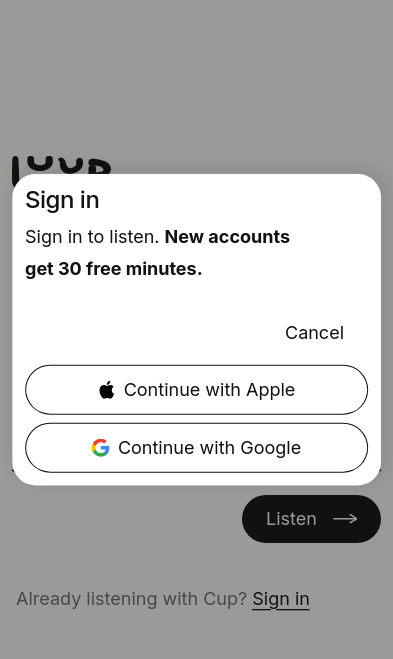 Sign in
Sign in to listen. New accounts
get 30 free minutes.
Cancel
Continue with Apple
Continue with Google
Listen
Already listening with Cup? Sign in